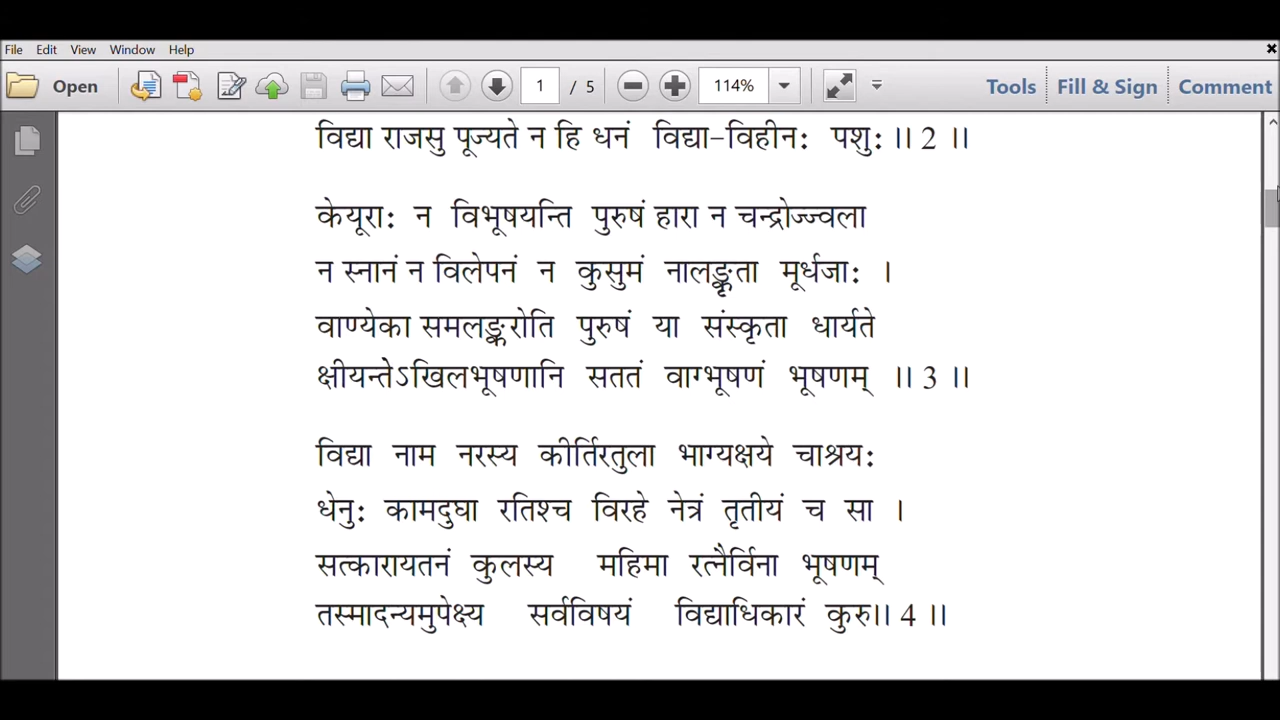 File Edit View Window Help
Open 1 / 5 114% Tools Fill & Sign Comment
विद्या राजसु पूज्यते न हि धनं विद्या-विहीनः पशुः ।। 2 ।।
केयूराः न विभूषयन्ति पुरुषं हारा न चन्द्रोज्ज्वला
न स्नानं न विलेपनं न कुसुमं नालङ्कृता मूर्धजाः ।
वाण्येका समलङ्करोति पुरुषं या संस्कृता धार्यते
क्षीयन्तेऽखिलभूषणानि सततं वाग्भूषणं भूषणम् ।। 3 ।।
विद्या नाम नरस्य कीर्तिरतुला भाग्यक्षये चाश्रयः
धेनुः कामदुघा रतिश्च विरहे नेत्रं तृतीयं च सा ।
सत्कारायतनं कुलस्य महिमा रत्नैर्विना भूषणम्
तस्मादन्यमुपेक्ष्य सर्वविषयं विद्याधिकारं कुरु।। 4 ।।